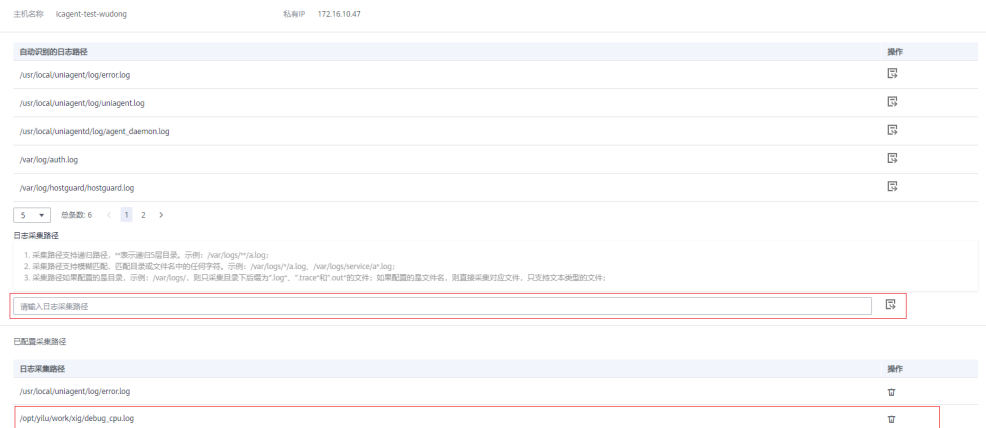 主机名称 icagent-test-wudong 私有IP 172.16.10.47
自动识别的日志路径 操作
/usr/local/uniagent/log/error.log
/usr/local/uniagent/log/uniagent.log
/usr/local/uniagentd/log/agent_daemon.log
/var/log/auth.log
/var/log/hostguard/hostguard.log
5 总条数: 6 < 1 2 >
日志采集路径
1. 采集路径支持递归路径，**表示递归5层目录。示例：/var/logs/**/a.log;
2. 采集路径支持模糊匹配，匹配目录或文件名中的任何字符。示例：/var/logs/*/a.log、/var/logs/service/a*.log;
3. 采集路径如果配置的是目录，示例：/var/logs/，则只采集目录下后缀为“.log”、“.trace”和“.out”的文件；如果配置的是文件名，则直接采集对应文件，只支持文本类型的文件；
请输入日志采集路径
已配置采集路径
日志采集路径 操作
/usr/local/uniagent/log/error.log
/opt/yilu/work/xig/debug_cpu.log